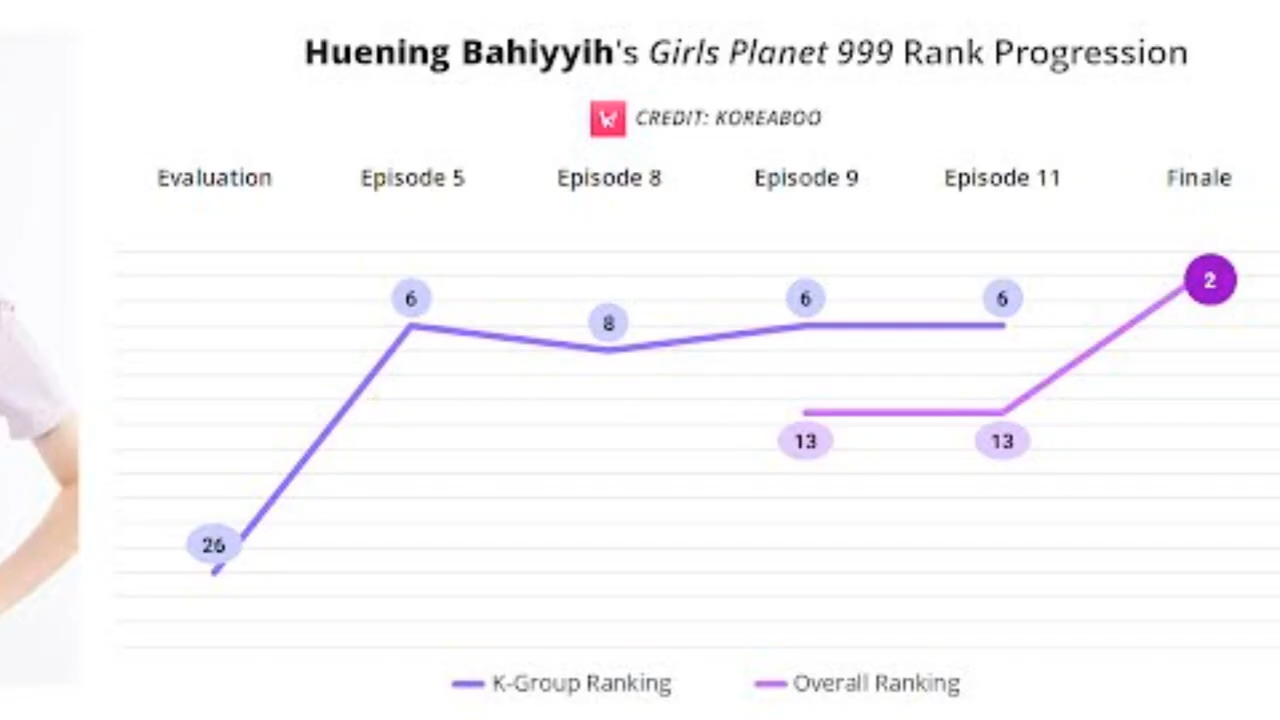 Huening Bahiyyih's Girls Planet 999 Rank Progression
CREDIT: KOREABOO
Evaluation Episode 5 Episode 8 Episode 9 Episode 11 Finale
2
6 6 6
8
13 13
26
K-Group Ranking Overall Ranking